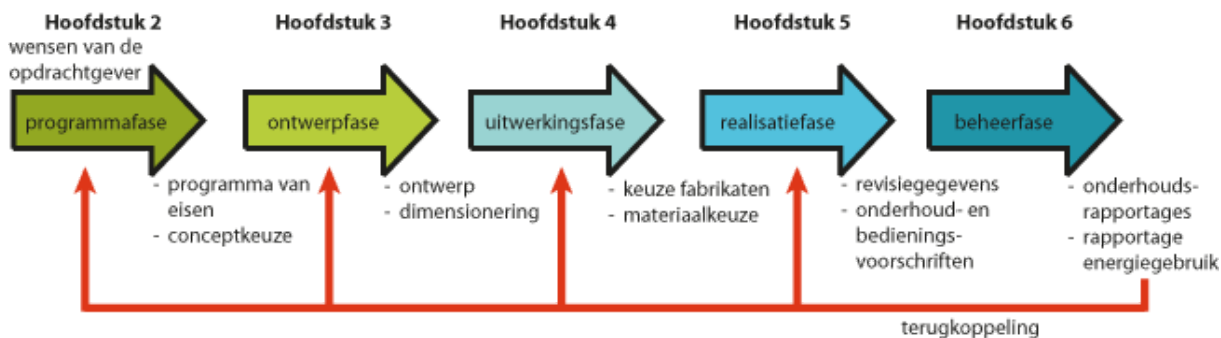 Hoofdstuk 2
wensen van de
opdrachtgever
programmafase
- programma van
eisen
- conceptkeuze
Hoofdstuk 3
ontwerpfase
- ontwerp
- dimensionering
Hoofdstuk 4
uitwerkingsfase
- keuze fabrikaten
- materiaalkeuze
Hoofdstuk 5
realisatiefase
- revisiegegevens
- onderhoud- en
bedienings-
voorschriften
Hoofdstuk 6
beheerfase
- onderhouds-
rapportages
- rapportage
energiegebruik
terugkoppeling